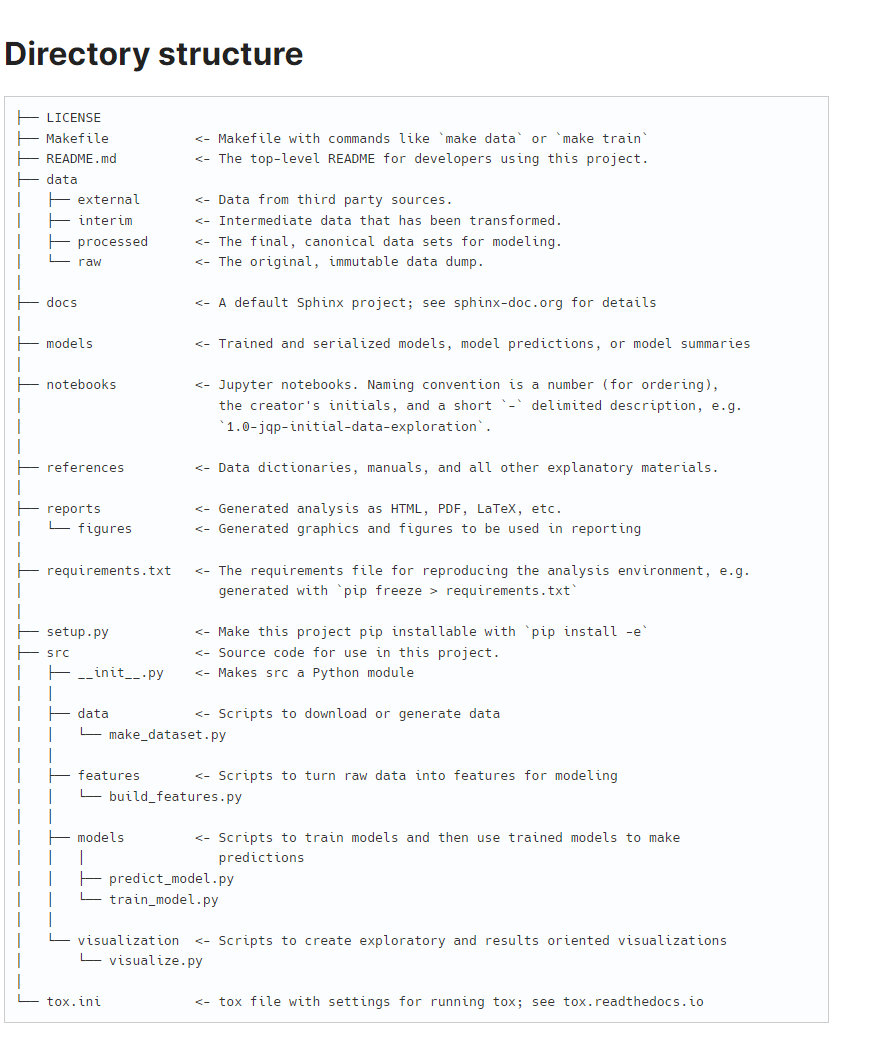 Directory structure
├── LICENSE
├── Makefile           <- Makefile with commands like `make data` or `make train`
├── README.md          <- The top-level README for developers using this project.
├── data
│   ├── external       <- Data from third party sources.
│   ├── interim        <- Intermediate data that has been transformed.
│   ├── processed      <- The final, canonical data sets for modeling.
│   └── raw            <- The original, immutable data dump.
│
├── docs               <- A default Sphinx project; see sphinx-doc.org for details
│
├── models             <- Trained and serialized models, model predictions, or model summaries
│
├── notebooks          <- Jupyter notebooks. Naming convention is a number (for ordering),
│                         the creator's initials, and a short `-` delimited description, e.g.
│                         `1.0-jqp-initial-data-exploration`.
│
├── references         <- Data dictionaries, manuals, and all other explanatory materials.
│
├── reports            <- Generated analysis as HTML, PDF, LaTeX, etc.
│   └── figures        <- Generated graphics and figures to be used in reporting
│
├── requirements.txt   <- The requirements file for reproducing the analysis environment, e.g.
│                         generated with `pip freeze > requirements.txt`
│
├── setup.py           <- Make this project pip installable with `pip install -e`
├── src                <- Source code for use in this project.
│   ├── __init__.py    <- Makes src a Python module
│   │
│   ├── data           <- Scripts to download or generate data
│   │   └── make_dataset.py
│   │
│   ├── features       <- Scripts to turn raw data into features for modeling
│   │   └── build_features.py
│   │
│   ├── models         <- Scripts to train models and then use trained models to make
│   │   │                 predictions
│   │   ├── predict_model.py
│   │   └── train_model.py
│   │
│   └── visualization  <- Scripts to create exploratory and results oriented visualizations
│       └── visualize.py
│
└── tox.ini            <- tox file with settings for running tox; see tox.readthedocs.io